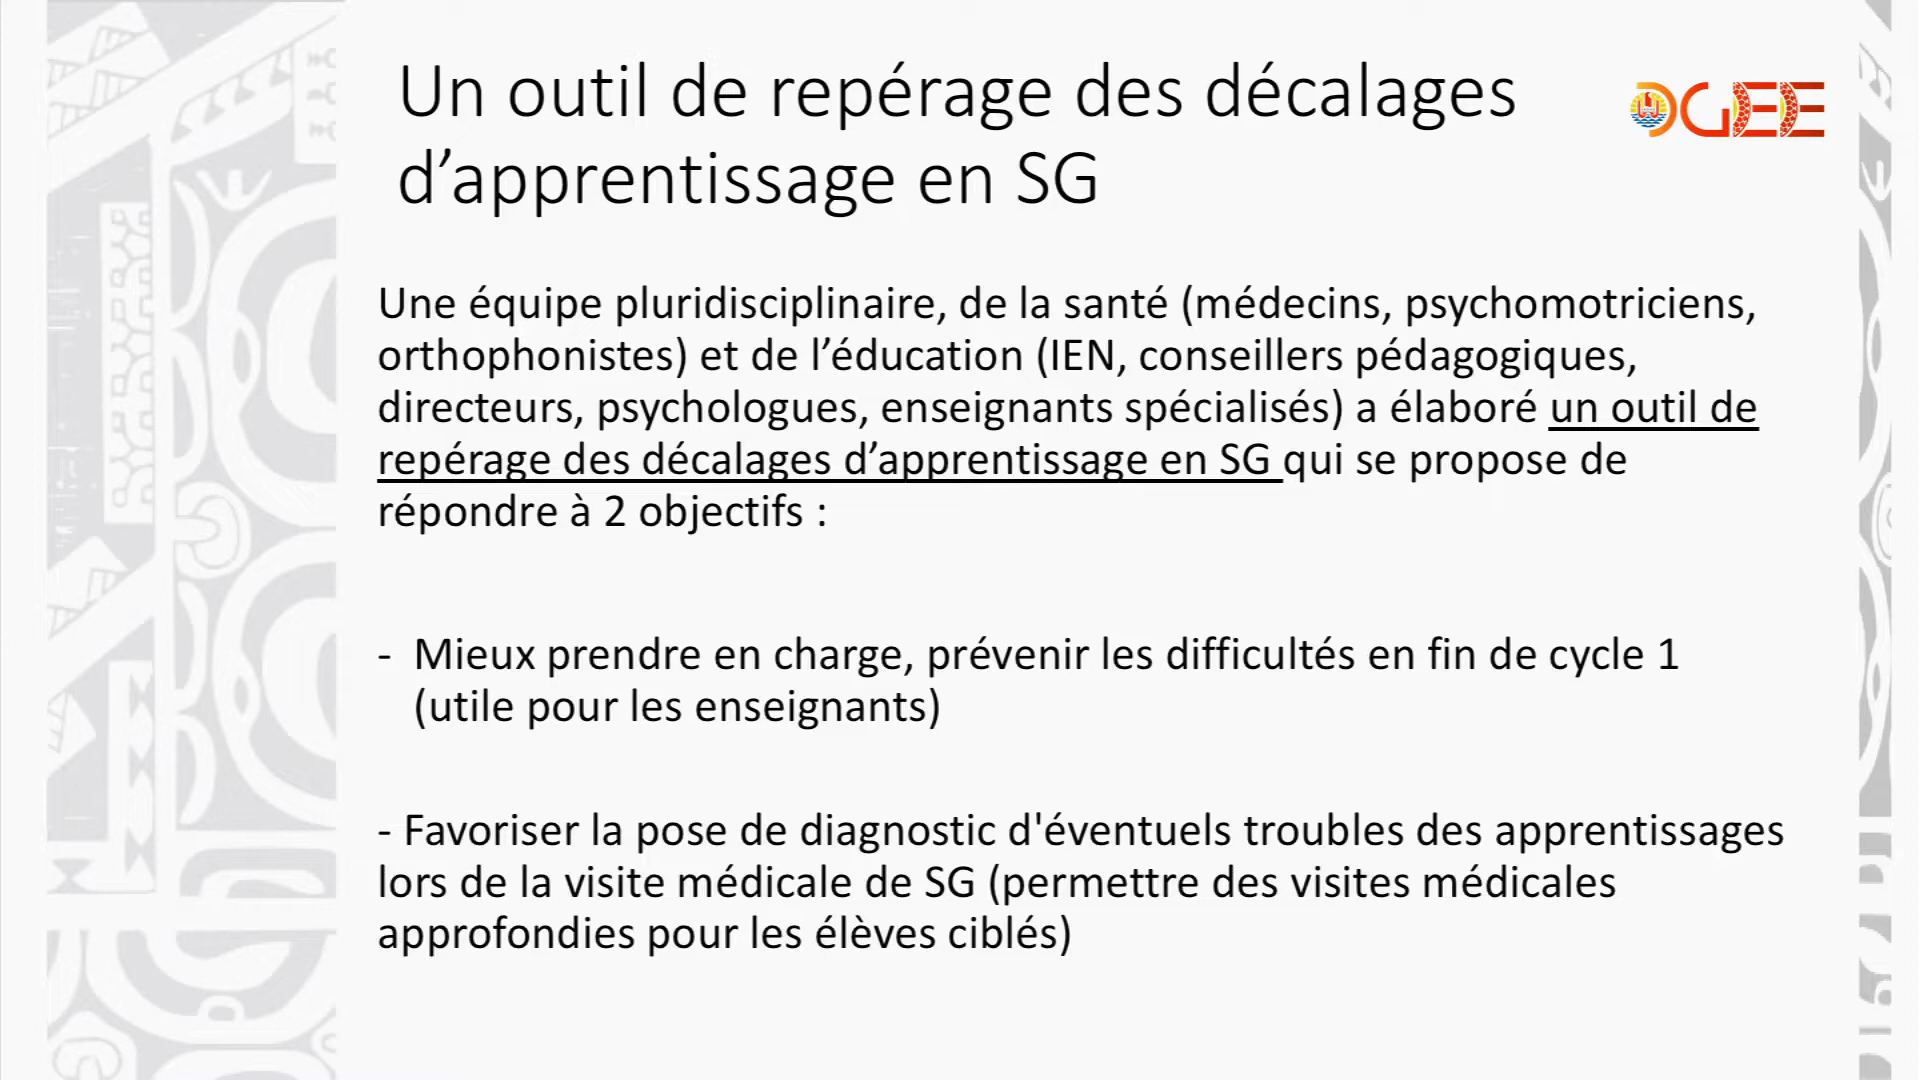 Un outil de repérage des décalages
d’apprentissage en SG
DGEE
Une équipe pluridisciplinaire, de la santé (médecins, psychomotriciens,
orthophonistes) et de l’éducation (IEN, conseillers pédagogiques,
directeurs, psychologues, enseignants spécialisés) a élaboré un outil de
repérage des décalages d’apprentissage en SG qui se propose de
répondre à 2 objectifs :
- Mieux prendre en charge, prévenir les difficultés en fin de cycle 1
(utile pour les enseignants)
- Favoriser la pose de diagnostic d'éventuels troubles des apprentissages
lors de la visite médicale de SG (permettre des visites médicales
approfondies pour les élèves ciblés)